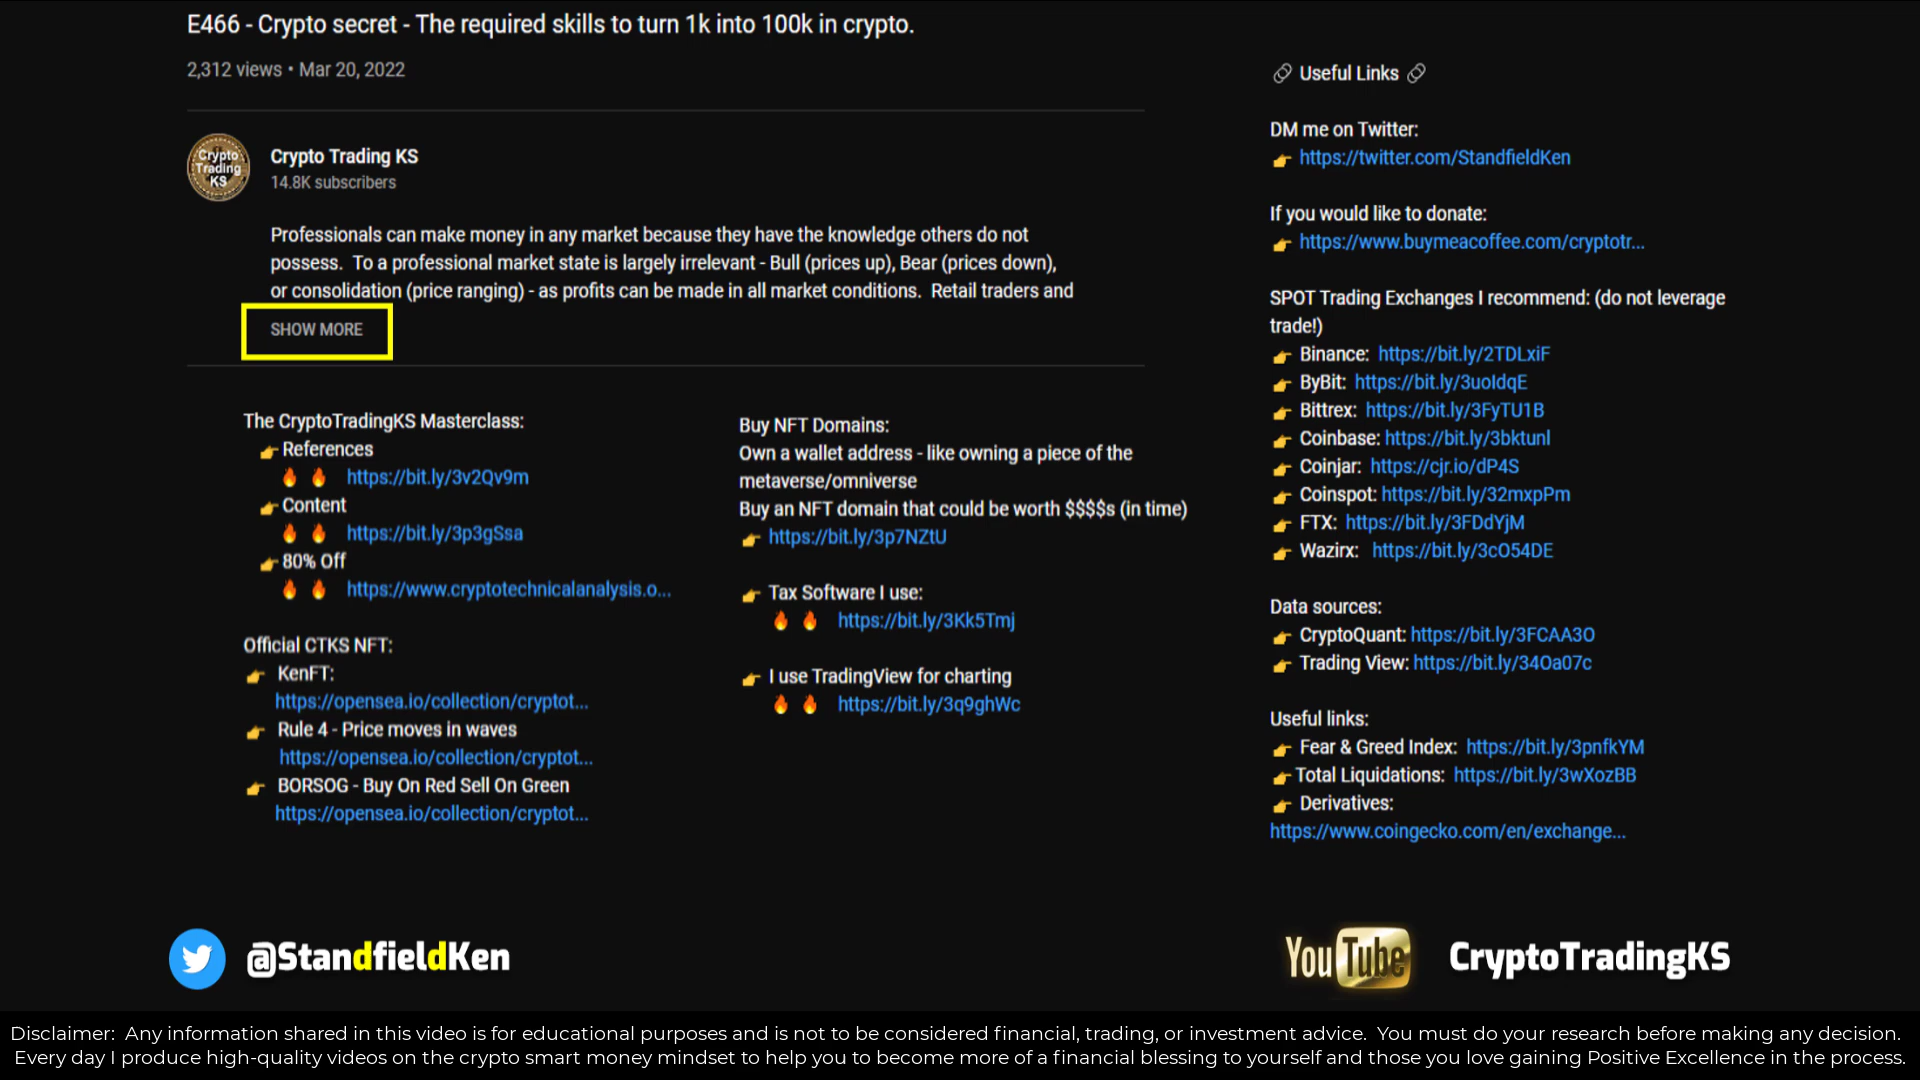 E466 - Crypto secret - The required skills to turn 1k into 100k in crypto.
2,312 views • Mar 20, 2022
Crypto Trading KS
Crypto Trading KS
14.8K subscribers
Professionals can make money in any market because they have the knowledge others do not
possess.  To a professional market state is largely irrelevant - Bull (prices up), Bear (prices down),
or consolidation (price ranging) - as profits can be made in all market conditions.  Retail traders and
SHOW MORE
The CryptoTradingKS Masterclass:
👉 References
🔥 🔥 https://bit.ly/3v2Qv9m
👉 Content
🔥 🔥 https://bit.ly/3p3gSsa
👉 80% Off
🔥 🔥 https://www.cryptotechnicalanalysis.o...
Official CTKS NFT:
👉 KenFT:
https://opensea.io/collection/cryptot...
👉 Rule 4 - Price moves in waves
https://opensea.io/collection/cryptot...
👉 BORSOG - Buy On Red Sell On Green
https://opensea.io/collection/cryptot...
Buy NFT Domains:
Own a wallet address - like owning a piece of the
metaverse/omniverse
Buy an NFT domain that could be worth $$$$s (in time)
👉 https://bit.ly/3p7NZtU
👉 Tax Software I use:
🔥 🔥 https://bit.ly/3Kk5Tmj
👉 I use TradingView for charting
🔥 🔥 https://bit.ly/3q9ghWc
🔗 Useful Links 🔗
DM me on Twitter:
👉 https://twitter.com/StandfieldKen
If you would like to donate:
👉 https://www.buymeacoffee.com/cryptotr...
SPOT Trading Exchanges I recommend: (do not leverage
trade!)
👉 Binance: https://bit.ly/2TDLxiF
👉 ByBit: https://bit.ly/3uoIdqE
👉 Bittrex: https://bit.ly/3FyTU1B
👉 Coinbase: https://bit.ly/3bktunl
👉 Coinjar: https://cjr.io/dP4S
👉 Coinspot: https://bit.ly/32mxpPm
👉 FTX: https://bit.ly/3FDdYjM
👉 Wazirx: https://bit.ly/3cO54DE
Data sources:
👉 CryptoQuant: https://bit.ly/3FCAA3O
👉 Trading View: https://bit.ly/34Oa07c
Useful links:
👉 Fear & Greed Index: https://bit.ly/3pnfkYM
👉 Total Liquidations: https://bit.ly/3wXozBB
👉 Derivatives:
https://www.coingecko.com/en/exchange...
@StandfieldKen
YouTube CryptoTradingKS
Disclaimer:  Any information shared in this video is for educational purposes and is not to be considered financial, trading, or investment advice.  You must do your research before making any decision.
Every day I produce high-quality videos on the crypto smart money mindset to help you to become more of a financial blessing to yourself and those you love gaining Positive Excellence in the process.